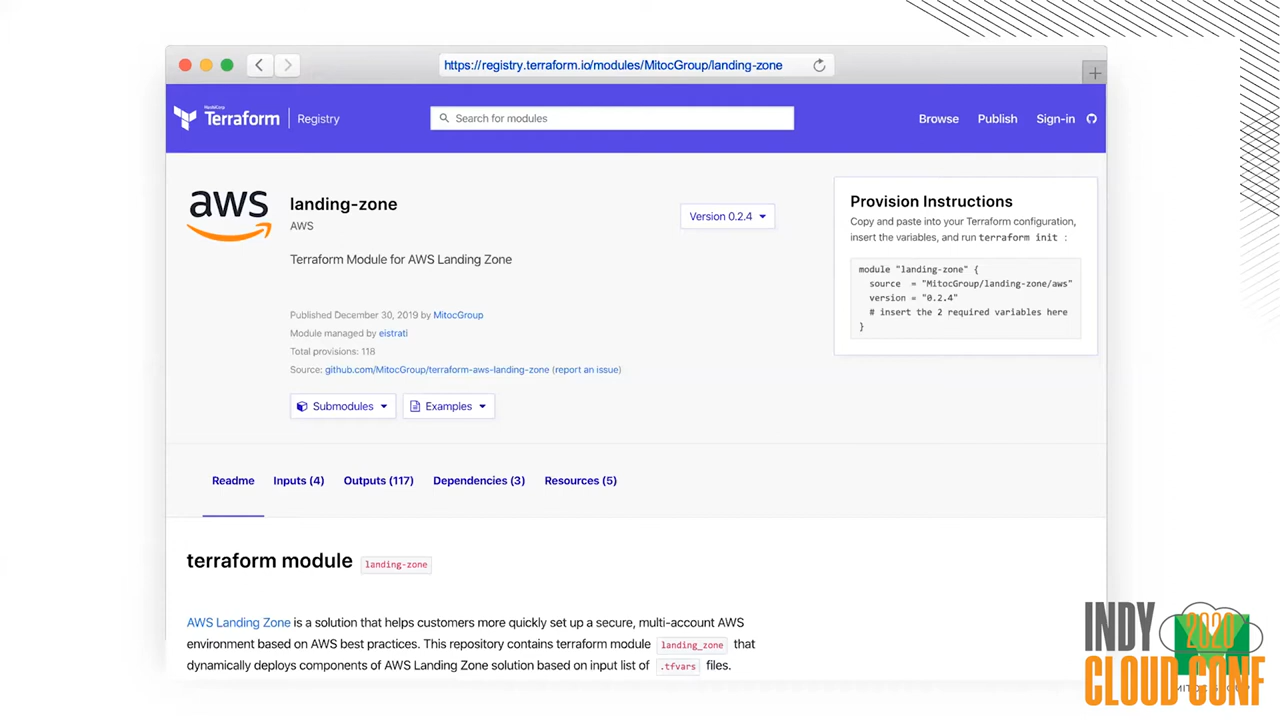 https://registry.terraform.io/modules/MitocGroup/landing-zone
HashiCorp
Terraform
Registry
Search for modules
Browse
Publish
Sign-in
aws
landing-zone
AWS
Version 0.2.4
Terraform Module for AWS Landing Zone
Published December 30, 2019 by MitocGroup
Module managed by eistrati
Total provisions: 118
Source: github.com/MitocGroup/terraform-aws-landing-zone (report an issue)
Submodules
Examples
Provision Instructions
Copy and paste into your Terraform configuration,
insert the variables, and run terraform init :
module "landing-zone" {
source = "MitocGroup/landing-zone/aws"
version = "0.2.4"
# insert the 2 required variables here
}
Readme
Inputs (4)
Outputs (117)
Dependencies (3)
Resources (5)
terraform module landing-zone
AWS Landing Zone is a solution that helps customers more quickly set up a secure, multi-account AWS
environment based on AWS best practices. This repository contains terraform module landing_zone that
dynamically deploys components of AWS Landing Zone solution based on input list of .tfvars files.
INDY
2020
CLOUD CONF